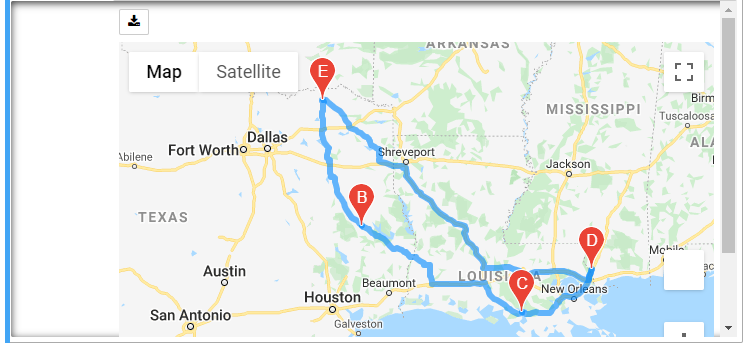 ARKANSAS
Map
Satellite
E
MISSISSIPPI
Birm
Tuscaloosa
Dallas
Fort Worth
Abilene
Shreveport
ALA
Jackson
B
TEXAS
D
Mobile
LOUISIANA
Austin
Beaumont
C
New Orleans
Houston
San Antonio
Galveston